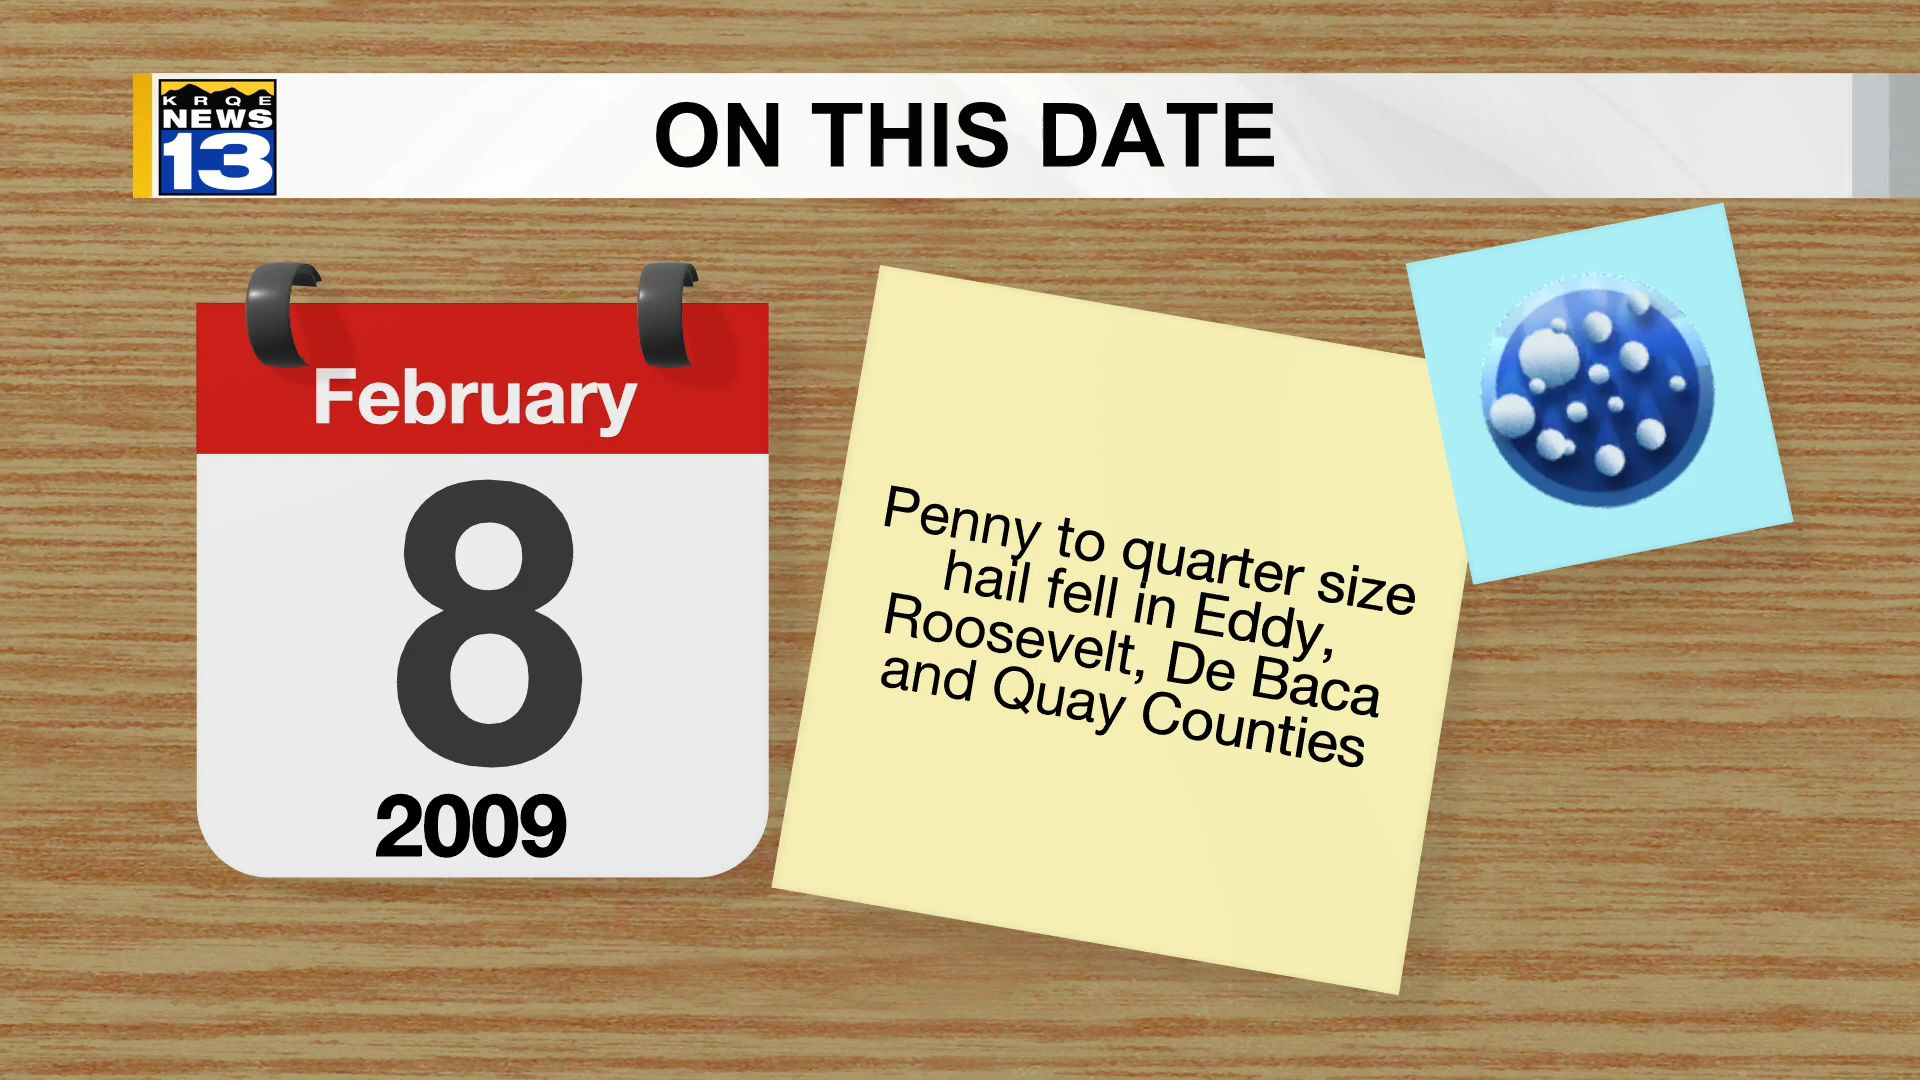 KRQE
NEWS
13
ON THIS DATE
February
8
2009
Penny to quarter size
hail fell in Eddy,
Roosevelt, De Baca
and Quay Counties